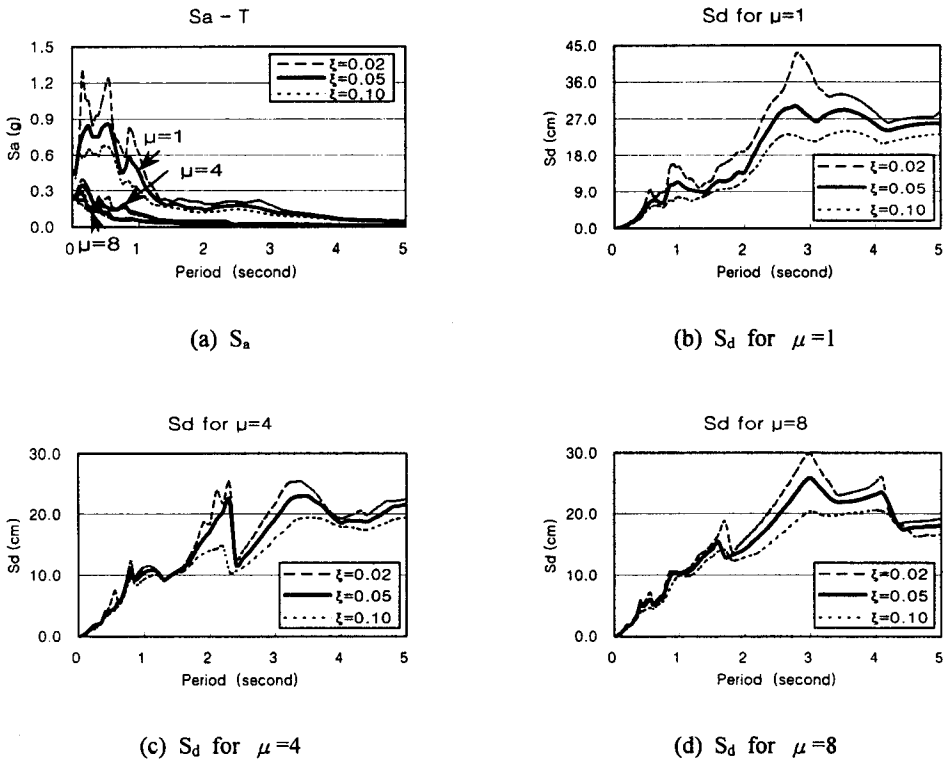 Sa - T
1.5
1.2
0.9
0.6
0.3
0.0
Sa (g)
ξ=0.02
ξ=0.05
ξ=0.10
μ=1
μ=4
μ=8
0 1 2 3 4 5
Period (second)
(a) Sa
Sd for μ=1
45.0
36.0
27.0
18.0
9.0
0.0
Sd (cm)
ξ=0.02
ξ=0.05
ξ=0.10
0 1 2 3 4 5
Period (second)
(b) Sd for μ=1
Sd for μ=4
30.0
20.0
10.0
0.0
Sd (cm)
ξ=0.02
ξ=0.05
ξ=0.10
0 1 2 3 4 5
Period (second)
(c) Sd for μ=4
Sd for μ=8
30.0
20.0
10.0
0.0
Sd (cm)
ξ=0.02
ξ=0.05
ξ=0.10
0 1 2 3 4 5
Period (second)
(d) Sd for μ=8